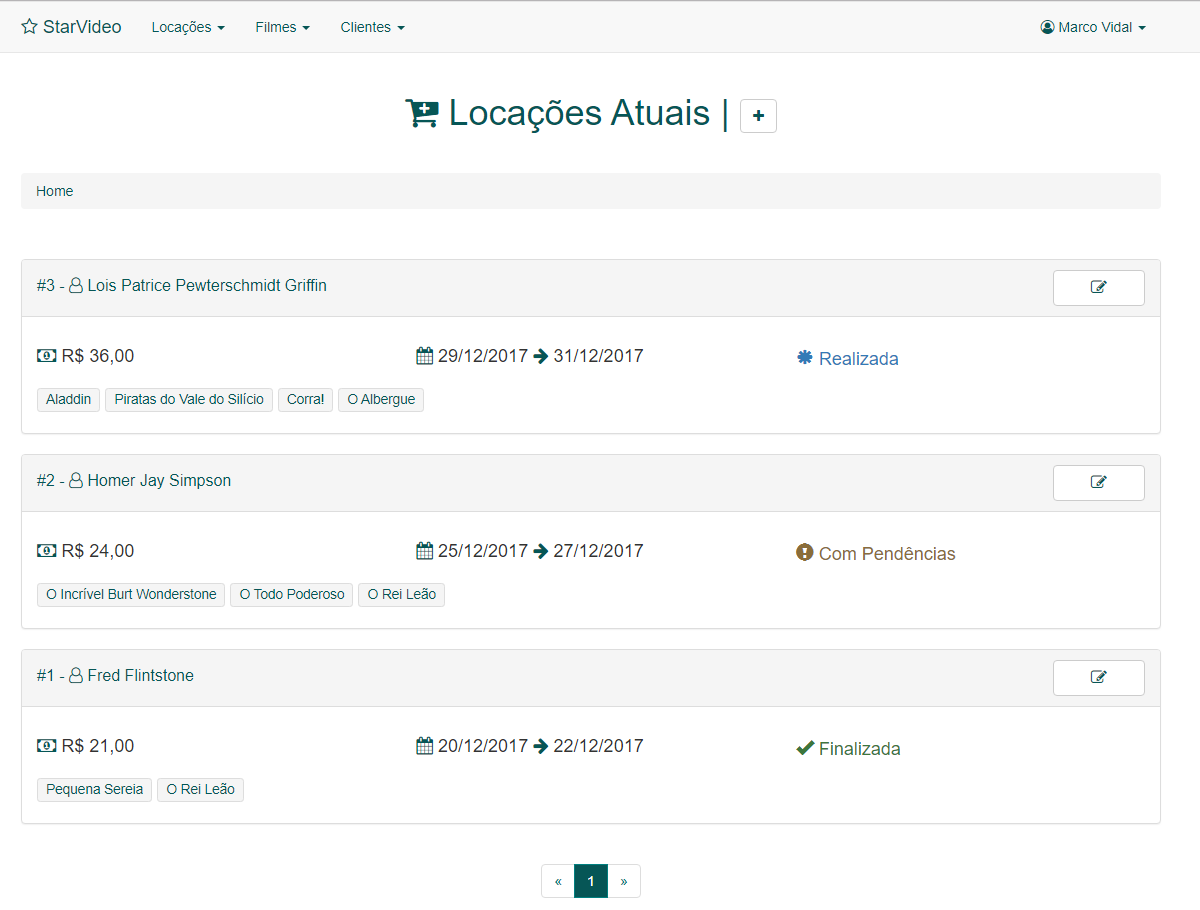 StarVideo Locações Filmes Clientes Marco Vidal
Locações Atuais | +
Home
#3 - Lois Patrice Pewterschmidt Griffin
R$ 36,00 29/12/2017 31/12/2017 Realizada
Aladdin Piratas do Vale do Silício Corra! O Albergue
#2 - Homer Jay Simpson
R$ 24,00 25/12/2017 27/12/2017 Com Pendências
O Incrível Burt Wonderstone O Todo Poderoso O Rei Leão
#1 - Fred Flintstone
R$ 21,00 20/12/2017 22/12/2017 Finalizada
Pequena Sereia O Rei Leão
« 1 »